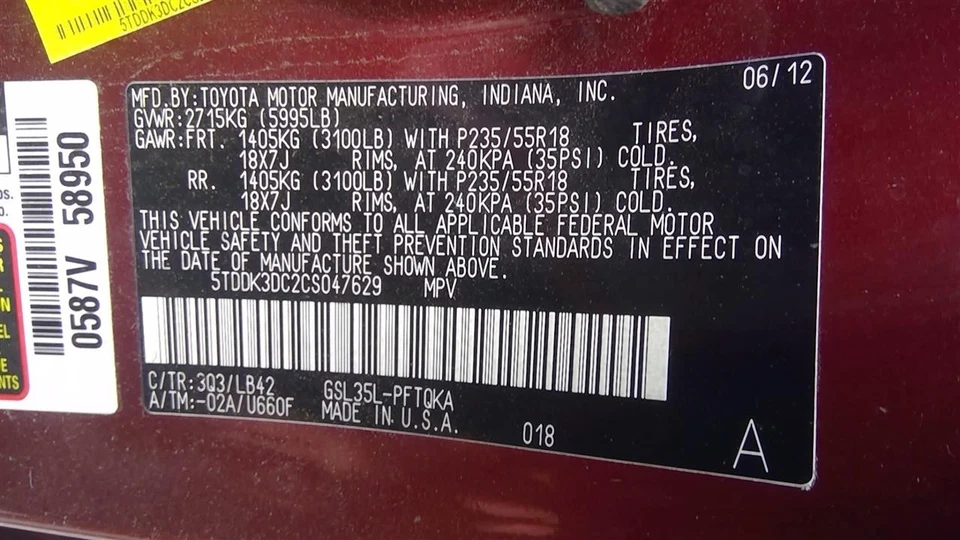 5TDDK3DC2CS
58950
0587V
06/12
MFD.BY:TOYOTA MOTOR MANUFACTURING, INDIANA, INC.
GVWR:2715KG (5995LB)
GAWR:FRT. 1405KG (3100LB) WITH P235/55R18 TIRES,
18X7J RIMS, AT 240KPA (35PSI) COLD.
RR. 1405KG (3100LB) WITH P235/55R18 TIRES,
18X7J RIMS, AT 240KPA (35PSI) COLD.
THIS VEHICLE CONFORMS TO ALL APPLICABLE FEDERAL MOTOR
VEHICLE SAFETY AND THEFT PREVENTION STANDARDS IN EFFECT ON
THE DATE OF MANUFACTURE SHOWN ABOVE.
5TDDK3DC2CS047629 MPV
C/TR:3Q3/LB42 GSL35L-PFTQKA
A/TM:-02A/U660F MADE IN U.S.A.
018
A